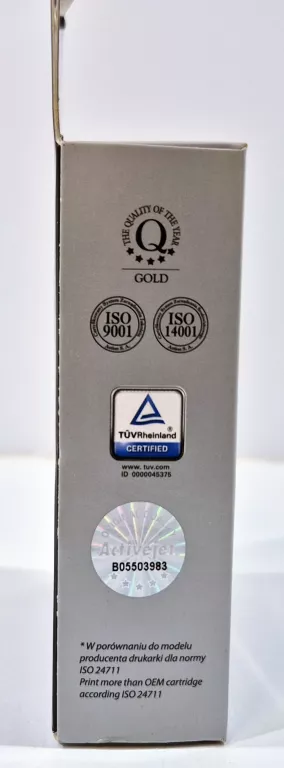 THE QUALITY OF THE YEAR
Q
GOLD
ISO
9001
ISO
14001
TÜVRheinland
CERTIFIED
www. tuv.com
ID 0000045375
Activejet
B05503983
* W porównaniu do modelu
producenta drukarki dla normy
ISO 24711
Print more than OEM cartridge
according ISO 24711